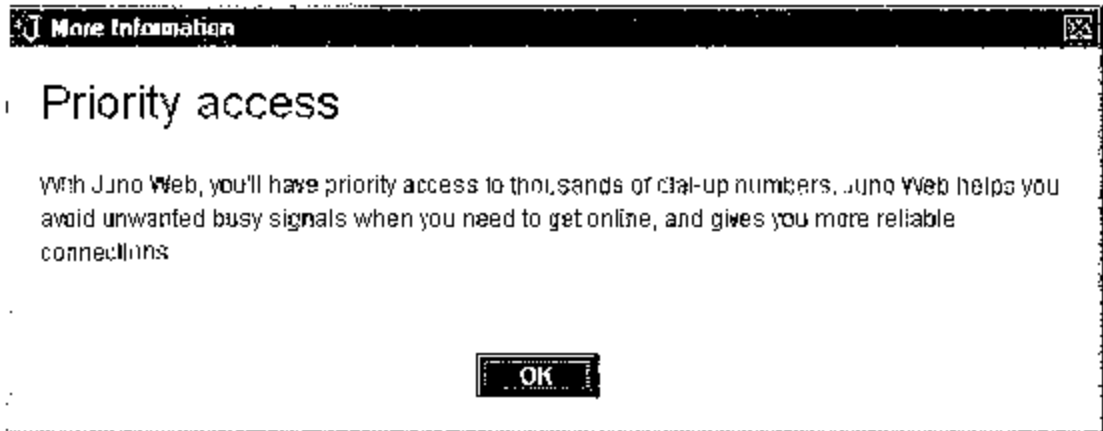 More Information
Priority access
With Juno Web, you'll have priority access to thousands of dial-up numbers. Juno Web helps you
avoid unwanted busy signals when you need to get online, and gives you more reliable
connections
OK